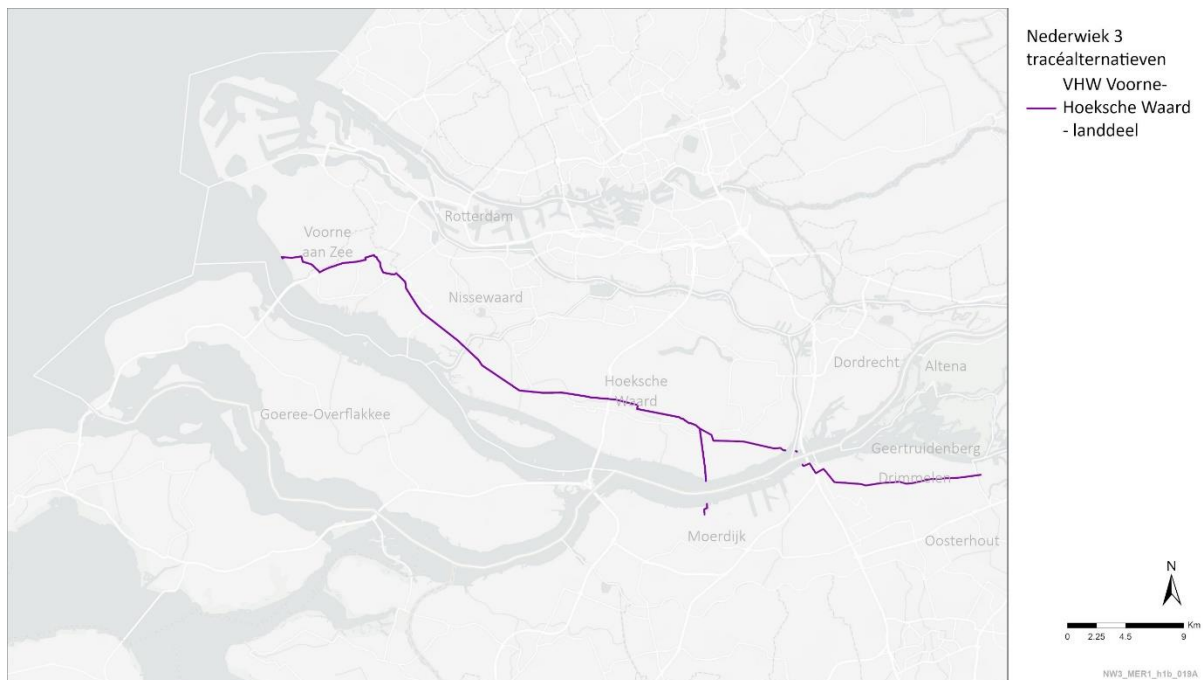 Nederwiek 3
tracéalternatieven
VHW Voorne-
Hoeksche Waard
- landdeel
Rotterdam
Voorne
aan Zee
Nissewaard
Dordrecht
Altena
Hoeksche
Waard
Goeree-Overflakkee
Geertruidenberg
Drimmelen
Moerdijk
Oosterhout
N
Km
0 2.25 4.5 9
NW3_MER1_h1b_019A